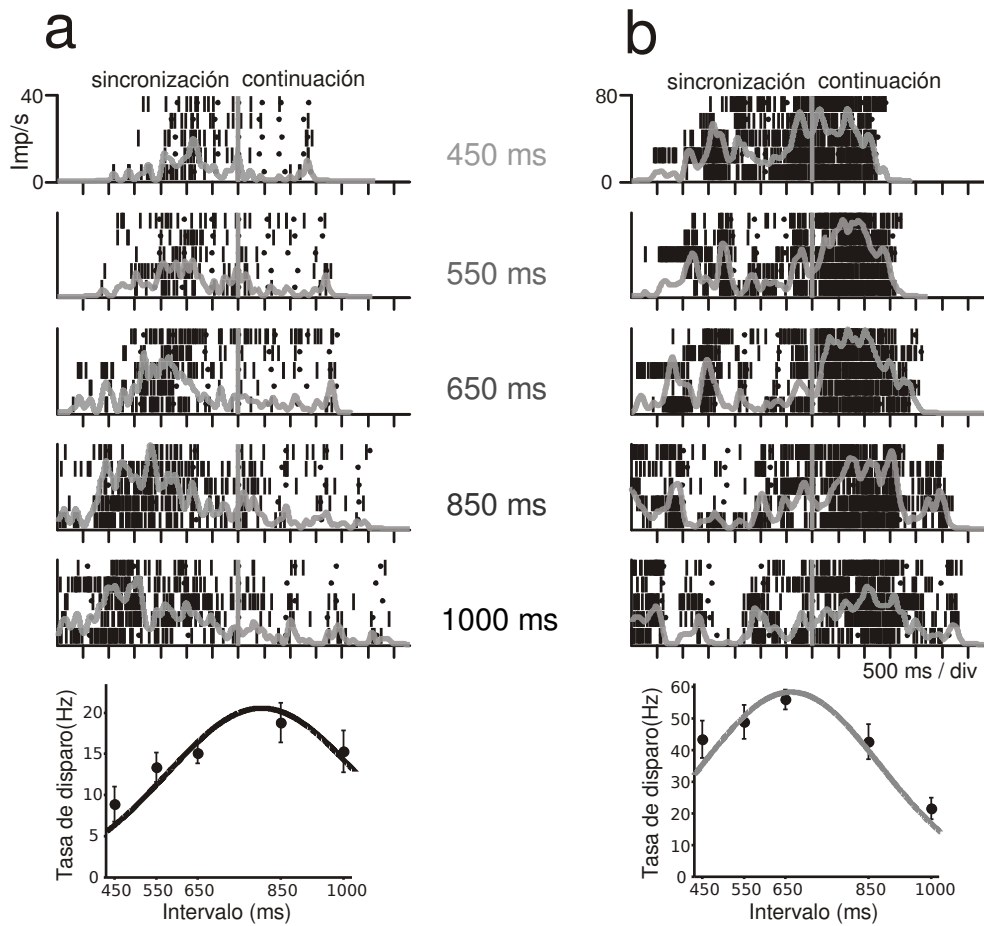 a
b
sincronización continuación
sincronización continuación
40
Imp/s
0
80
0
450 ms
550 ms
650 ms
850 ms
1000 ms
500 ms / div
Tasa de disparo(Hz)
20
15
10
5
0
450 550 650 850 1000
Intervalo (ms)
Tasa de disparo(Hz)
60
50
40
30
20
10
0
450 550 650 850 1000
Intervalo (ms)